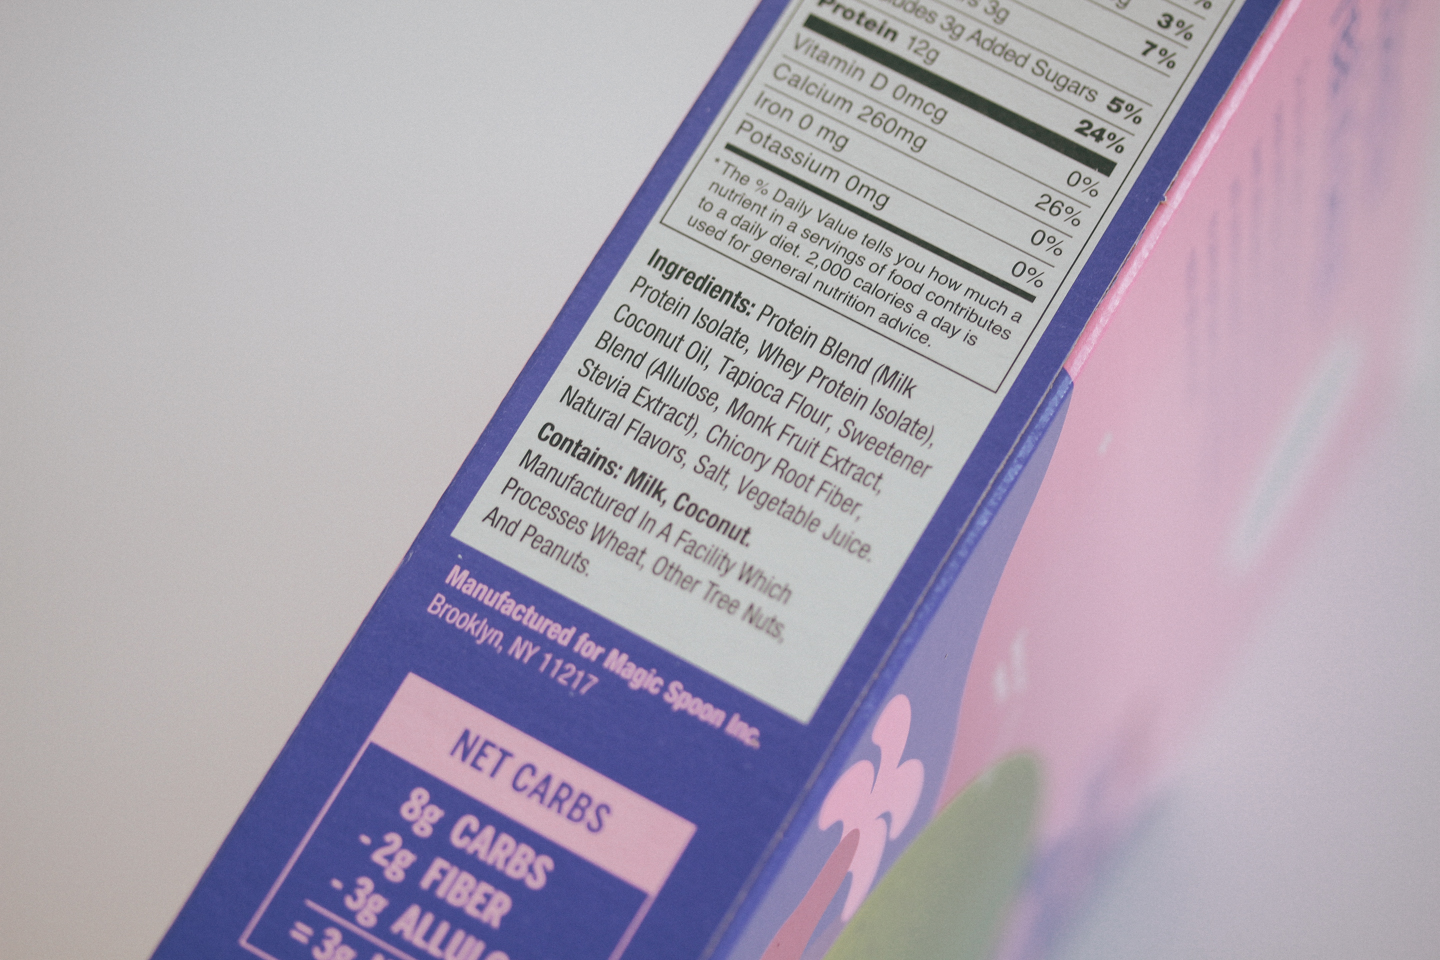 3%
3g 7%
3g Added Sugars 5%
Protein 12g 24%
Vitamin D 0mcg 0%
Calcium 260mg 26%
Iron 0 mg 0%
Potassium 0mg 0%
*The % Daily Value tells you how much a
nutrient in a servings of food contributes
to a daily diet. 2,000 calories a day is
used for general nutrition advice.
Ingredients: Protein Blend (Milk
Protein Isolate, Whey Protein Isolate),
Coconut Oil, Tapioca Flour, Sweetener
Blend (Allulose, Monk Fruit Extract,
Stevia Extract), Chicory Root Fiber,
Natural Flavors, Salt, Vegetable Juice.
Contains: Milk, Coconut.
Manufactured In A Facility Which
Processes Wheat, Other Tree Nuts,
And Peanuts.
Manufactured for Magic Spoon Inc.
Brooklyn, NY 11217
NET CARBS
8g CARBS
- 2g FIBER
- 3g ALLULO
= 3g